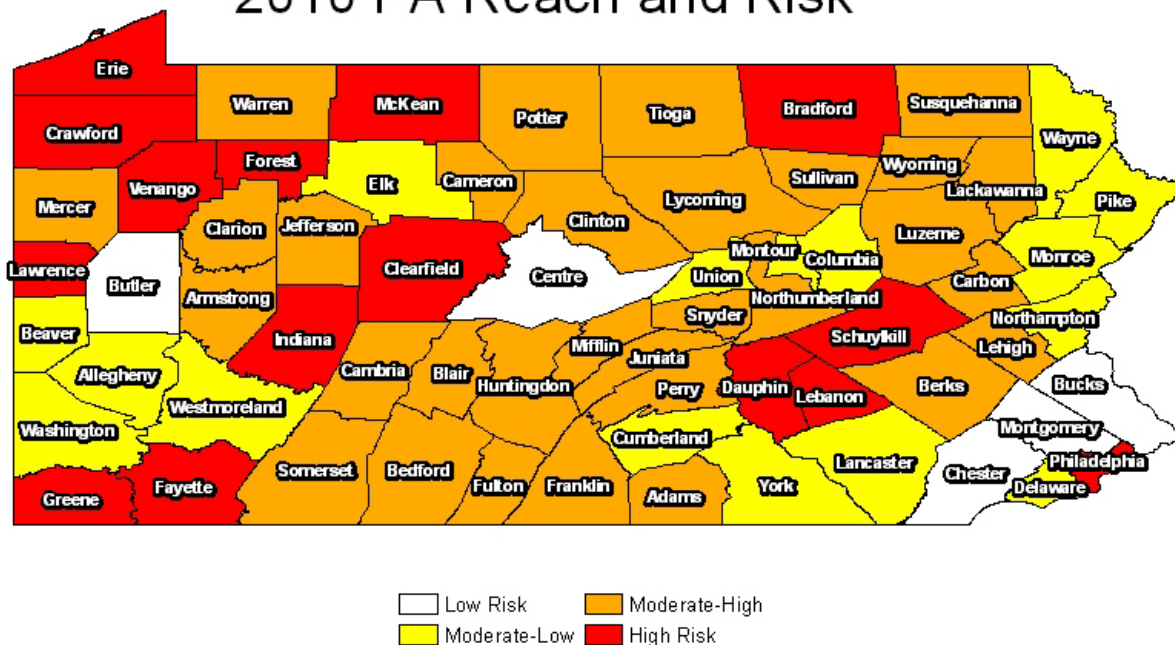 2010 PA Reach and Risk
Erie
Warren
McKean
Potter
Tioga
Bradford
Susquehanna
Crawford
Wayne
Forest
Venango
Elk
Cameron
Sullivan
Wyoming
Lackawanna
Mercer
Clarion
Jefferson
Lycoming
Pike
Clinton
Luzerne
Lawrence
Butler
Clearfield
Centre
Union
Montour
Columbia
Monroe
Carbon
Armstrong
Northumberland
Beaver
Indiana
Snyder
Schuylkill
Northampton
Mifflin
Juniata
Lehigh
Allegheny
Cambria
Blair
Huntingdon
Perry
Dauphin
Lebanon
Berks
Bucks
Westmoreland
Washington
Cumberland
Montgomery
Somerset
Bedford
Fulton
Franklin
Adams
York
Lancaster
Chester
Philadelphia
Delaware
Greene
Fayette
Low Risk
Moderate-High
Moderate-Low
High Risk